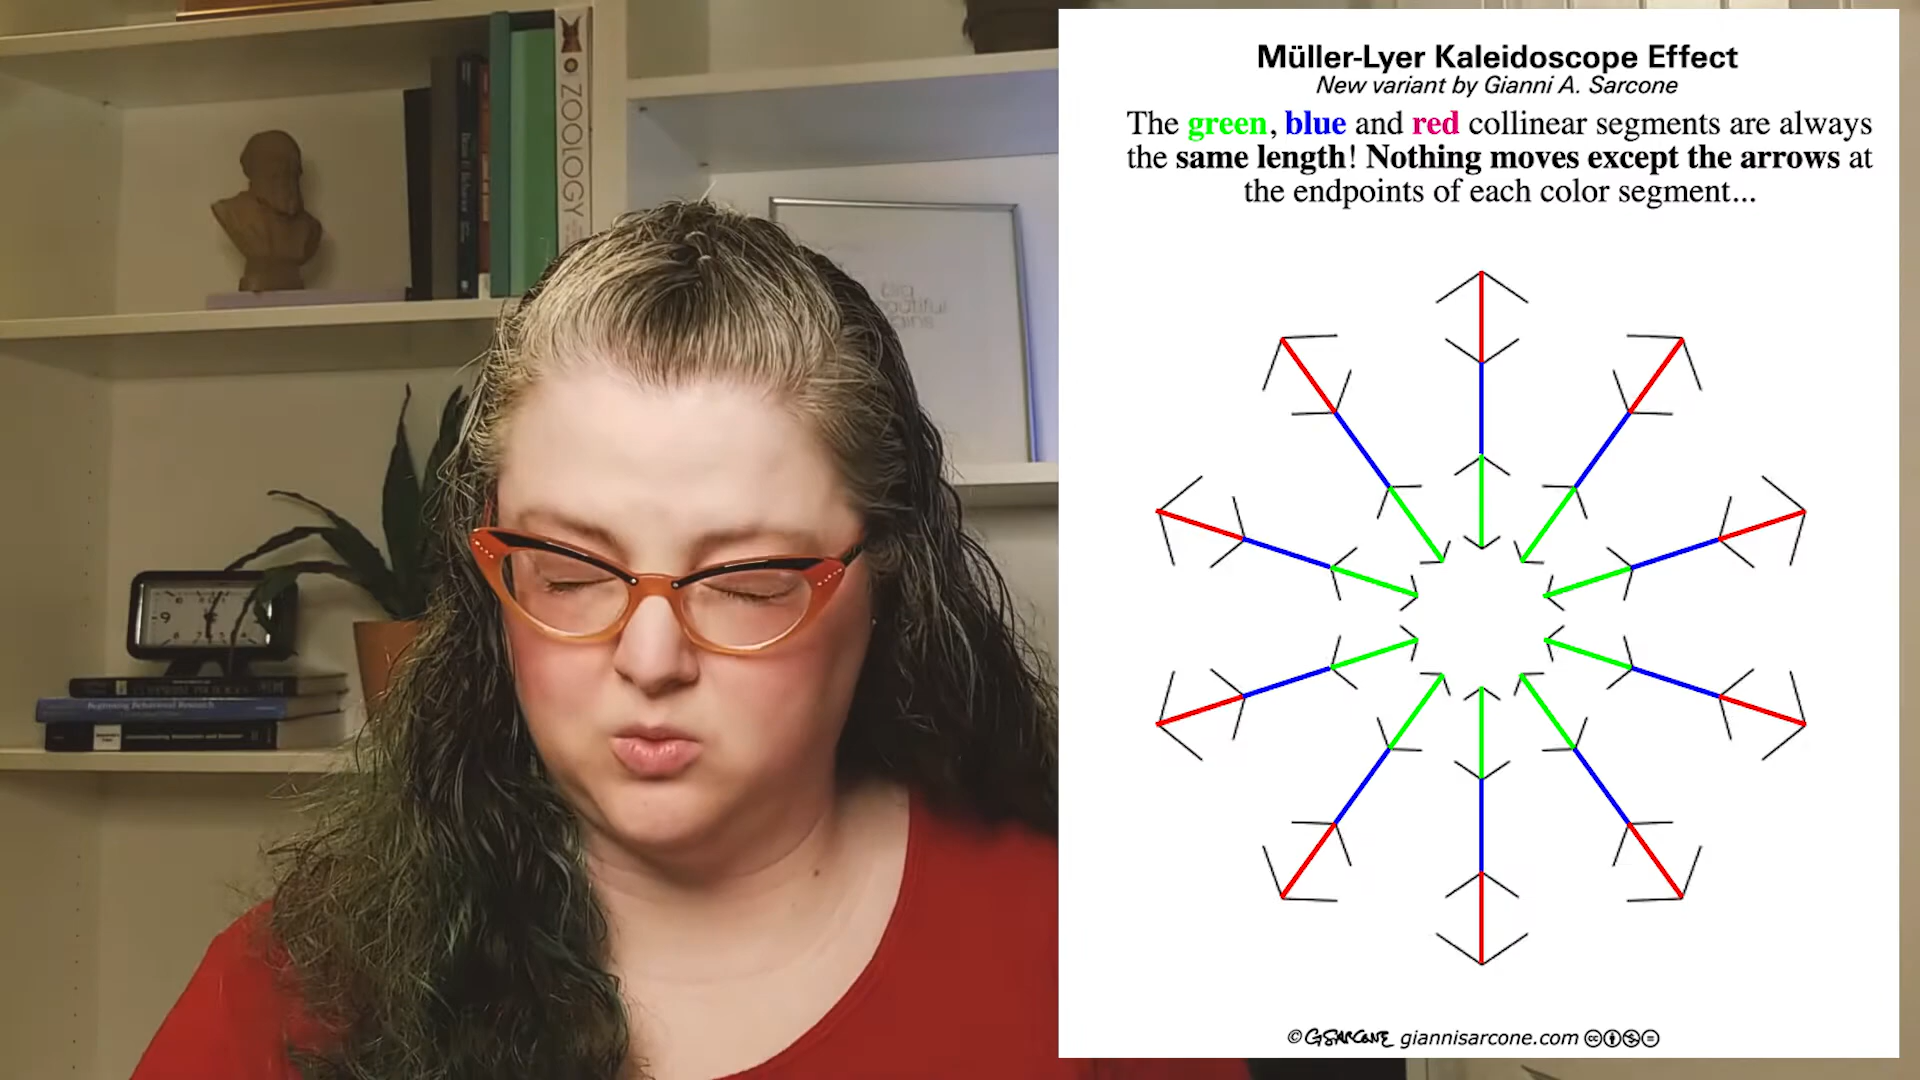 ZOOLOGY
Müller-Lyer Kaleidoscope Effect
New variant by Gianni A. Sarcone
The green, blue and red collinear segments are always
the same length! Nothing moves except the arrows at
the endpoints of each color segment...
© G.SARCONE giannisarcone.com